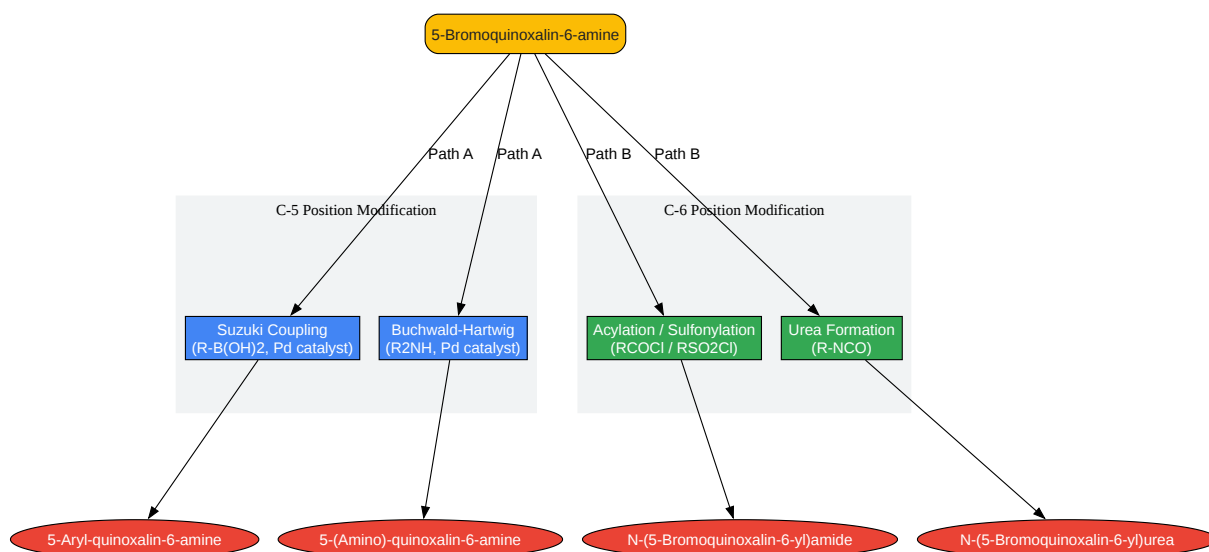 5-Bromoquinoxalin-6-amine
Path A
Path A
Path B
Path B
C-5 Position Modification
C-6 Position Modification
Suzuki Coupling
(R-B(OH)2, Pd catalyst)
Buchwald-Hartwig
(R2NH, Pd catalyst)
Acylation / Sulfonylation
(RCOCl / RSO2Cl)
Urea Formation
(R-NCO)
5-Aryl-quinoxalin-6-amine
5-(Amino)-quinoxalin-6-amine
N-(5-Bromoquinoxalin-6-yl)amide
N-(5-Bromoquinoxalin-6-yl)urea